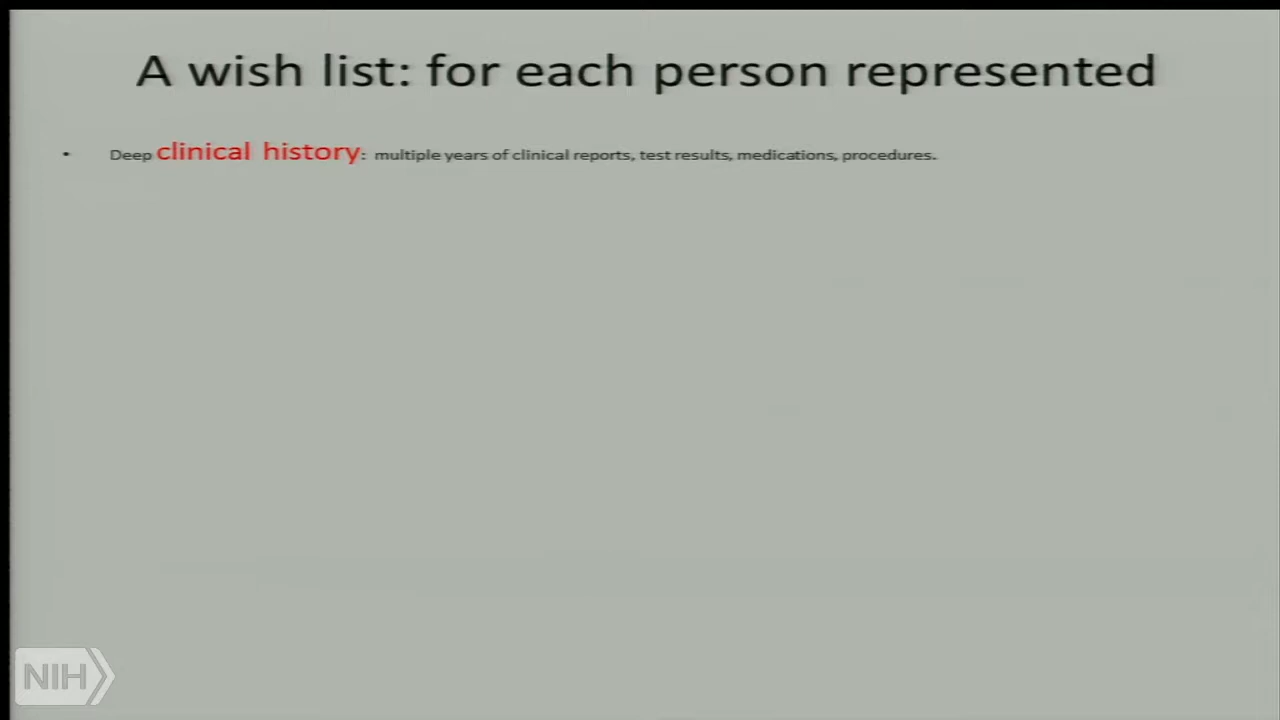 A wish list: for each person represented
• Deep clinical history: multiple years of clinical reports, test results, medications, procedures.
NIH